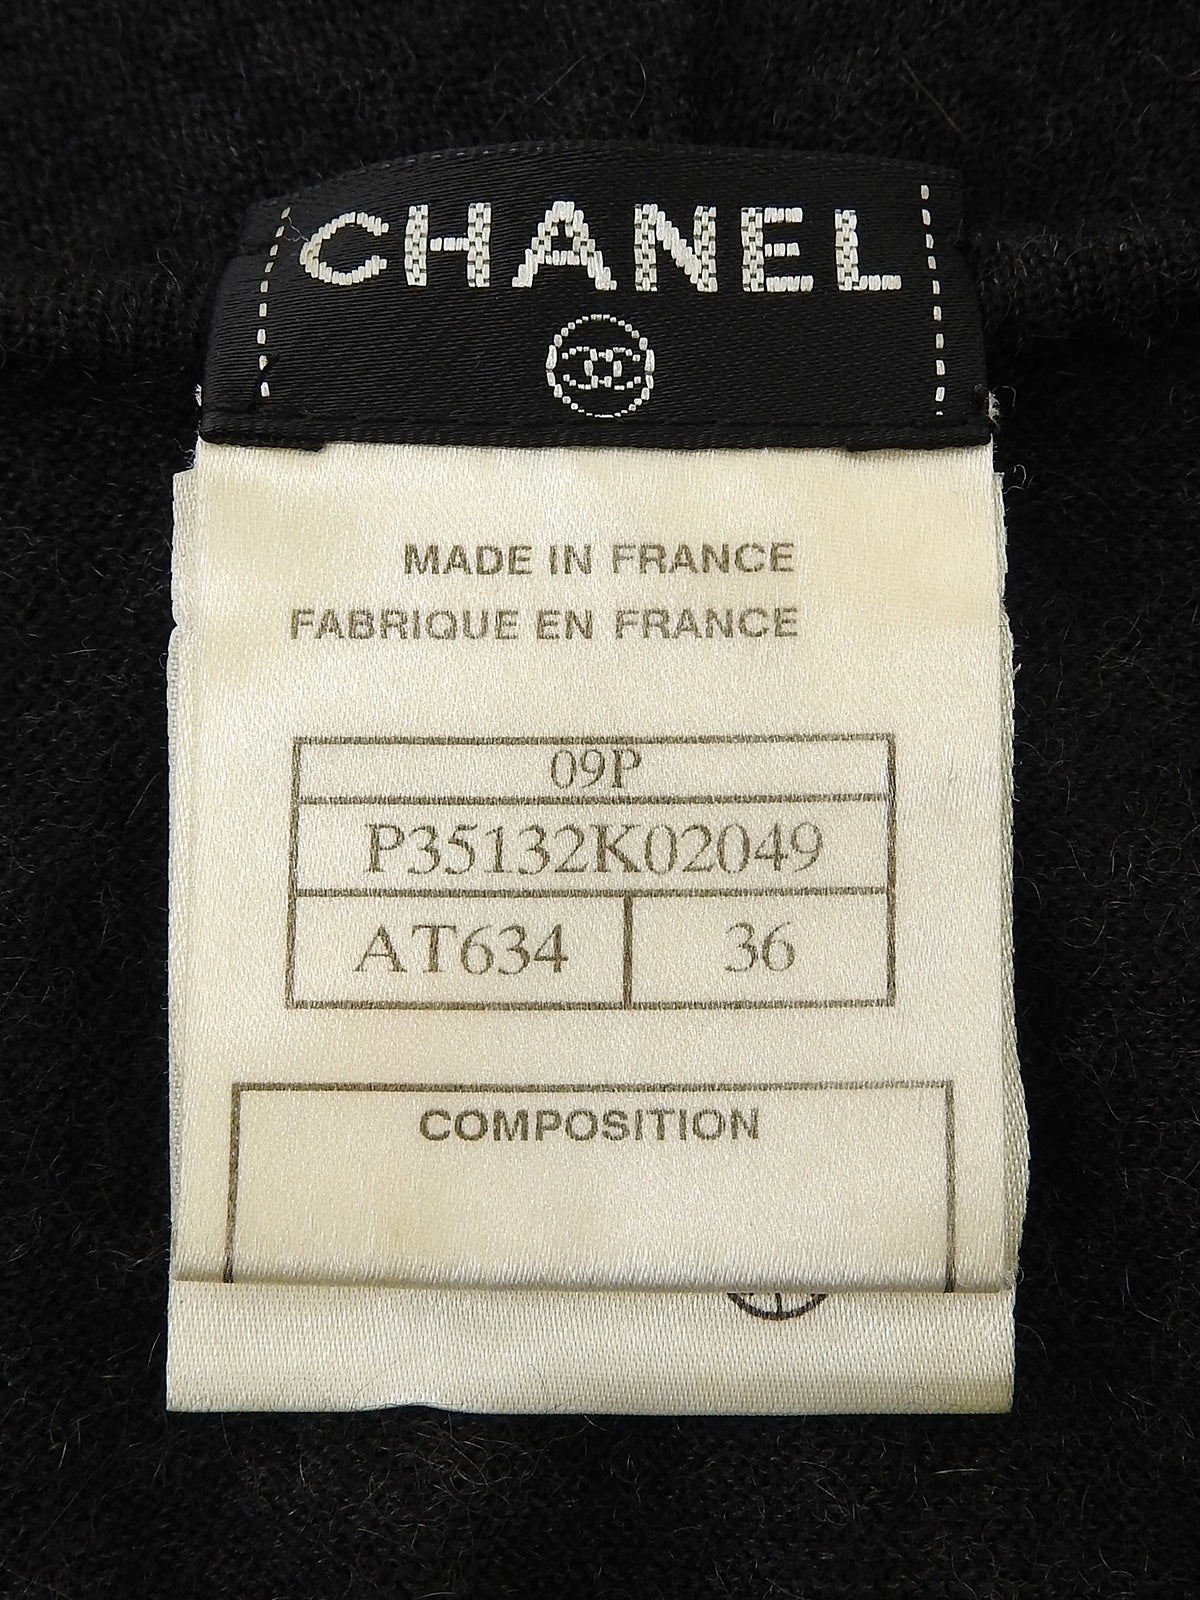 CHANEL
MADE IN FRANCE
FABRIQUE EN FRANCE
09P
P35132K02049
AT634 36
COMPOSITION